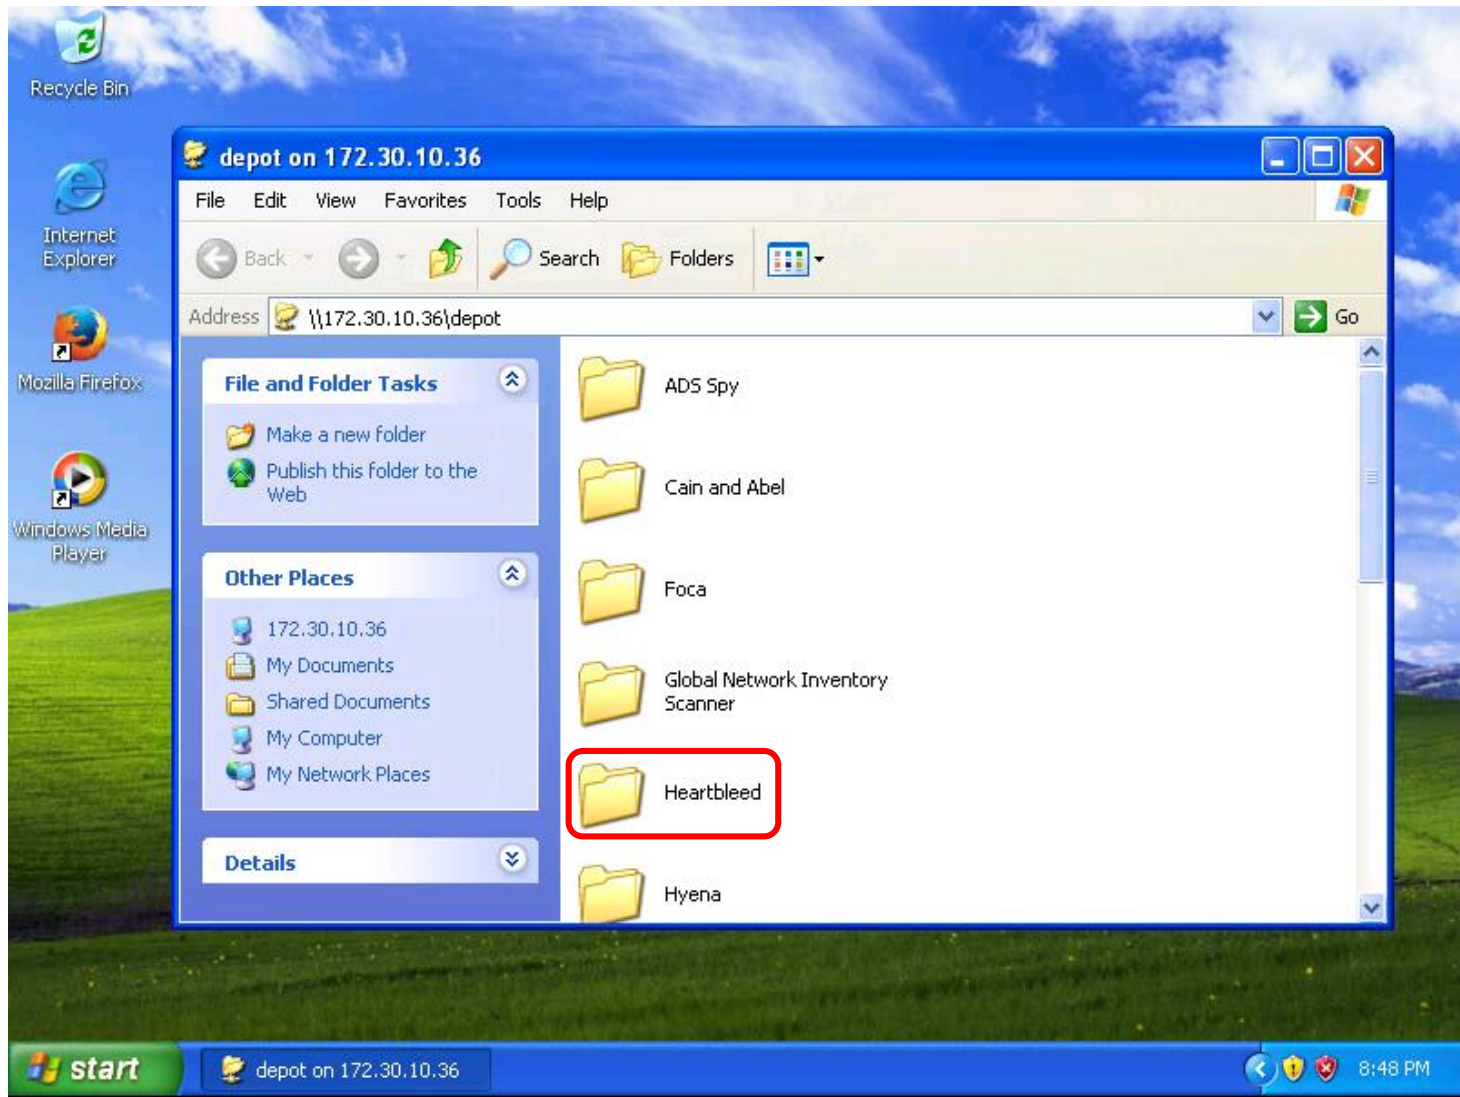 Recycle Bin
Internet
Explorer
Mozilla Firefox
Windows Media
Player
depot on 172.30.10.36
File Edit View Favorites Tools Help
Back Search Folders
Address \\172.30.10.36\depot Go
File and Folder Tasks
Make a new folder
Publish this folder to the
Web
Other Places
172.30.10.36
My Documents
Shared Documents
My Computer
My Network Places
Details
ADS Spy
Cain and Abel
Foca
Global Network Inventory
Scanner
Heartbleed
Hyena
start
depot on 172.30.10.36
8:48 PM